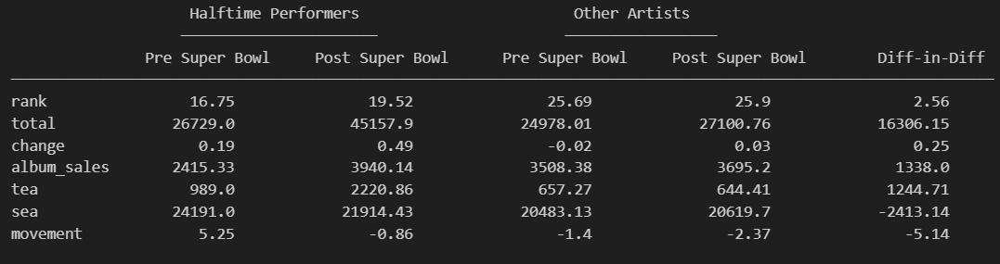 Halftime Performers Other Artists
Pre Super Bowl Post Super Bowl Pre Super Bowl Post Super Bowl Diff-in-Diff
rank 16.75 19.52 25.69 25.9 2.56
total 26729.0 45157.9 24978.01 27100.76 16306.15
change 0.19 0.49 -0.02 0.03 0.25
album_sales 2415.33 3940.14 3508.38 3695.2 1338.0
tea 989.0 2220.86 657.27 644.41 1244.71
sea 24191.0 21914.43 20483.13 20619.7 -2413.14
movement 5.25 -0.86 -1.4 -2.37 -5.14